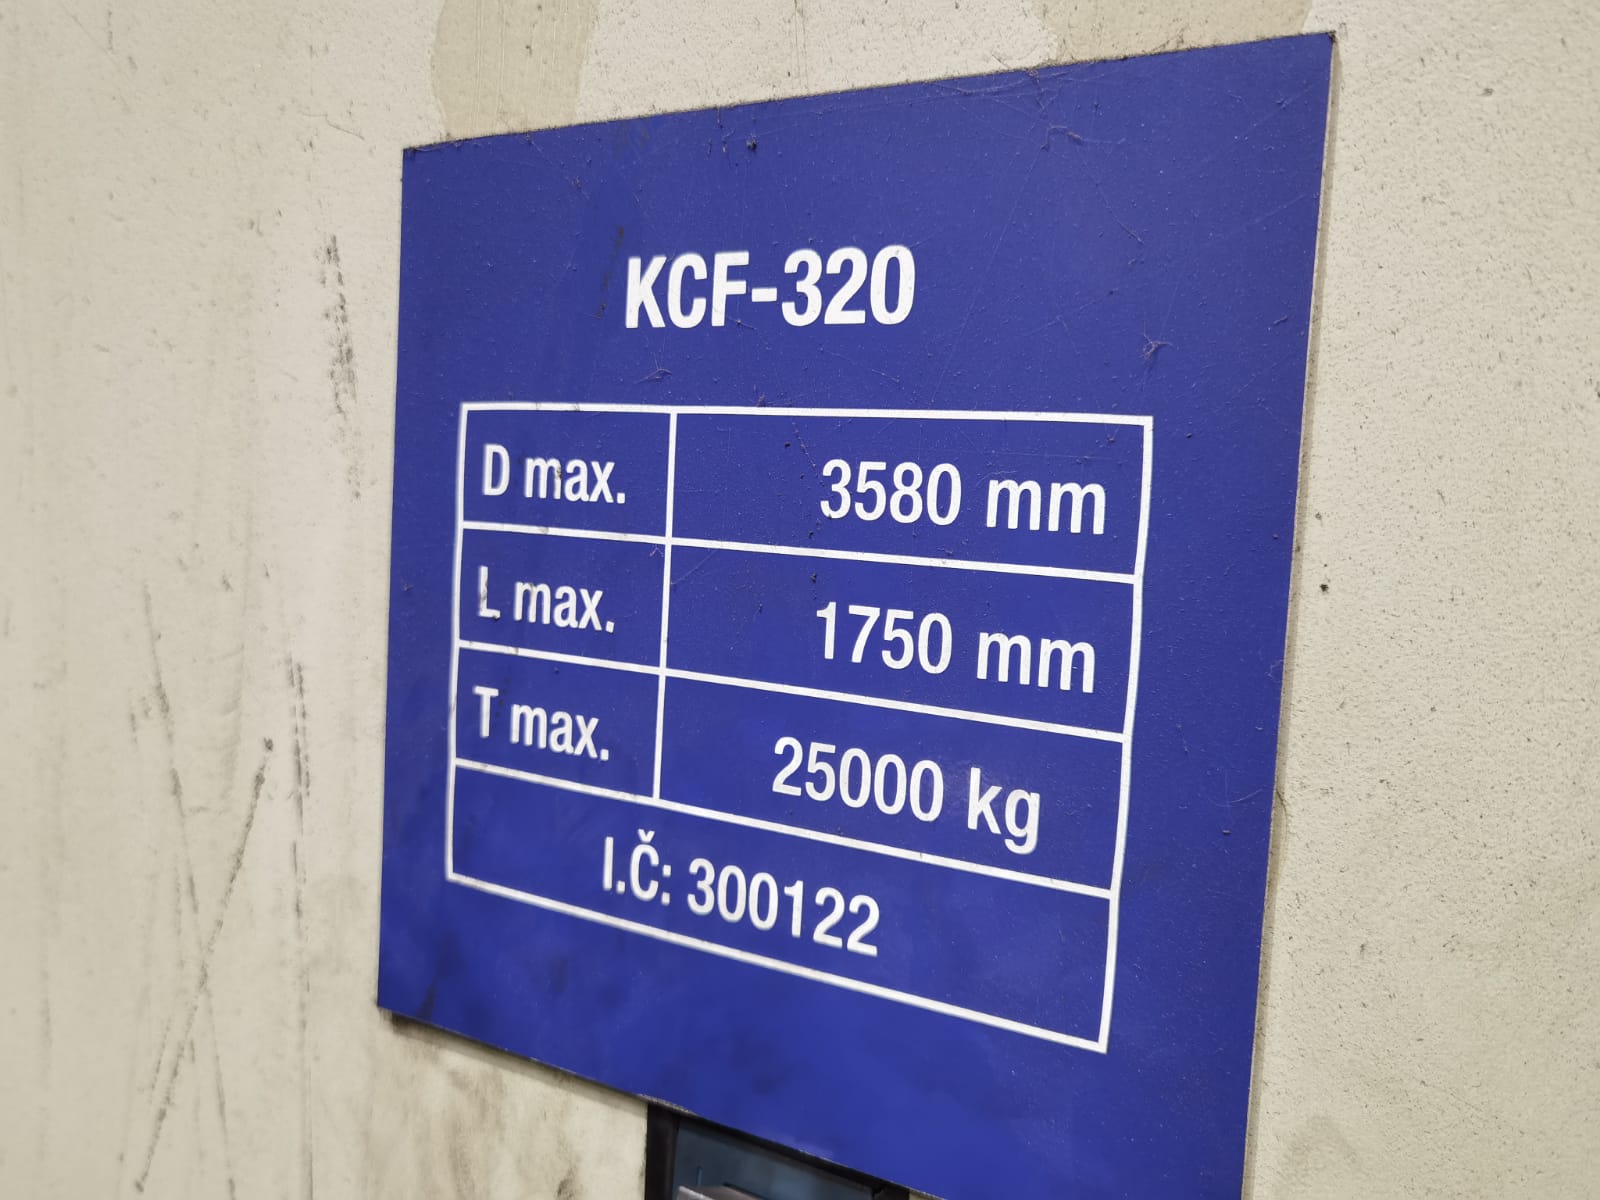 KCF-320
D max. 3580 mm
L max. 1750 mm
T max. 25000 kg
I.Č: 300122